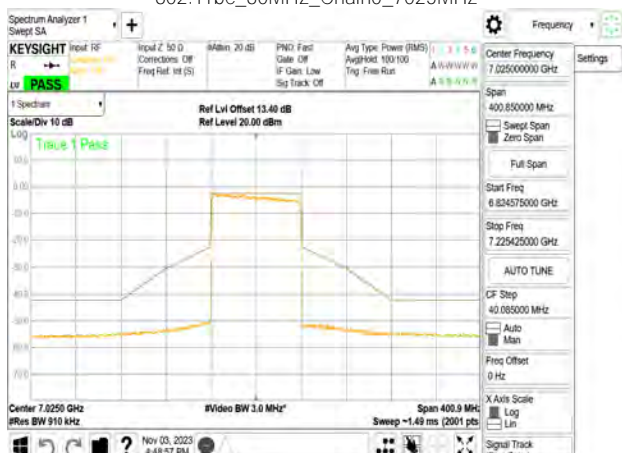 802.11be_80MHz_Chain0_7025MHz
Spectrum Analyzer 1
Swept SA
Frequency
Settings
KEYSIGHT Input: RF
R
LV PASS
Input Z: 50 Ω
Corrections: Off
Freq Ref: Int (S)
#Atten: 20 dB
PNO: Fast
Gate: Off
IF Gain: Low
Sig Track: Off
Avg Type: Power (RMS)
Avg|Hold: 100/100
Trig: Free Run
1 Spectrum
Scale/Div 10 dB
Ref Lvl Offset 13.40 dB
Ref Level 20.00 dBm
Log
Trace 1 Pass
Center 7.0250 GHz
#Res BW 910 kHz
#Video BW 3.0 MHz*
Span 400.9 MHz
Sweep ~1.49 ms (2001 pts
Nov 03, 2023
4:48:57 PM
Center Frequency
7.025000000 GHz
Span
400.850000 MHz
Swept Span
Zero Span
Full Span
Start Freq
6.824575000 GHz
Stop Freq
7.225425000 GHz
AUTO TUNE
CF Step
40.085000 MHz
Auto
Man
Freq Offset
0 Hz
X Axis Scale
Log
Lin
Signal Track